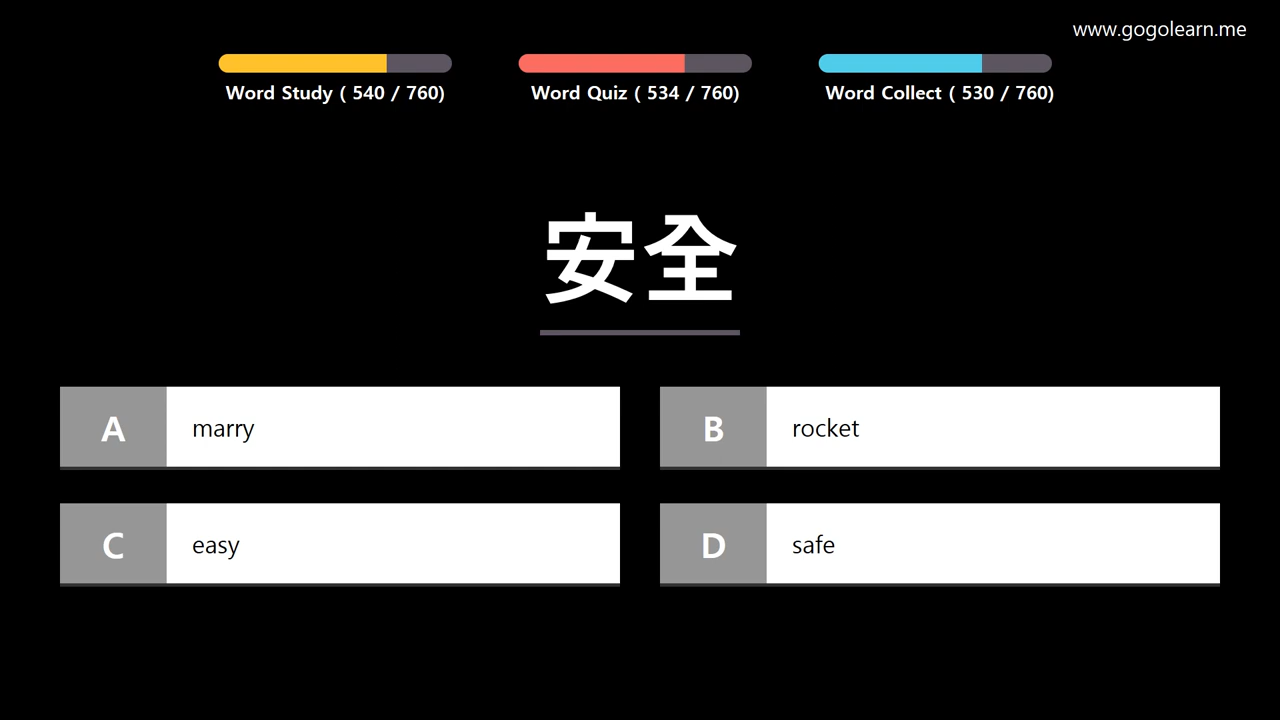 www.gogolearn.me
Word Study ( 540 / 760)
Word Quiz ( 534 / 760)
Word Collect ( 530 / 760)
安全
A marry
B rocket
C easy
D safe